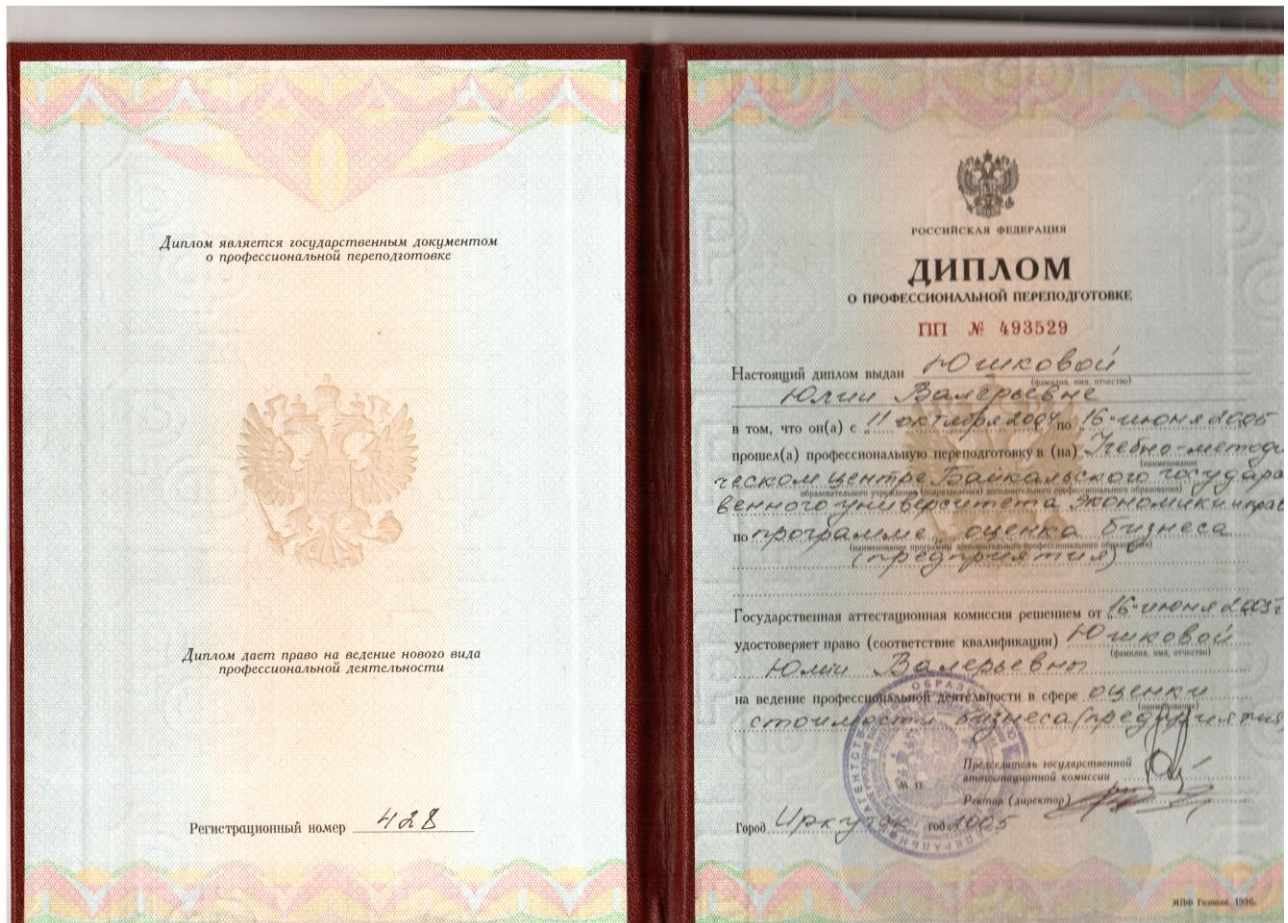 Диплом является государственным документом
о профессиональной переподготовке
Диплом дает право на ведение нового вида
профессиональной деятельности
Регистрационный номер 428
РОССИЙСКАЯ ФЕДЕРАЦИЯ
ДИПЛОМ
О ПРОФЕССИОНАЛЬНОЙ ПЕРЕПОДГОТОВКЕ
ПП № 493529
Настоящий диплом выдан Юшковой
(фамилия, имя, отчество)
Юлии Валерьевне
в том, что он(а) с „11 октября 2004 по „16“ июня 2005
прошел(а) профессиональную переподготовку в (на) Учебно-методи
(наименование
ческом центре Байкальского государс
образовательного учреждения (подразделения) дополнительного профессионального образования)
венного университета экономики и прав
по программе „оценка бизнеса
(наименование программы дополнительного профессионального образования)
(предприятия)
Государственная аттестационная комиссия решением от „16“ июня 2005 г
удостоверяет право (соответствие квалификации) Юшковой
(фамилия, имя, отчество)
Юлии Валерьевны
на ведение профессиональной деятельности в сфере оценки
(наименование)
стоимости бизнеса (предприятия
Председатель государственной
аттестационной комиссии
М. П.
Ректор (директор)
Город Иркутск год 2005
МПФ Гознак. 1996.